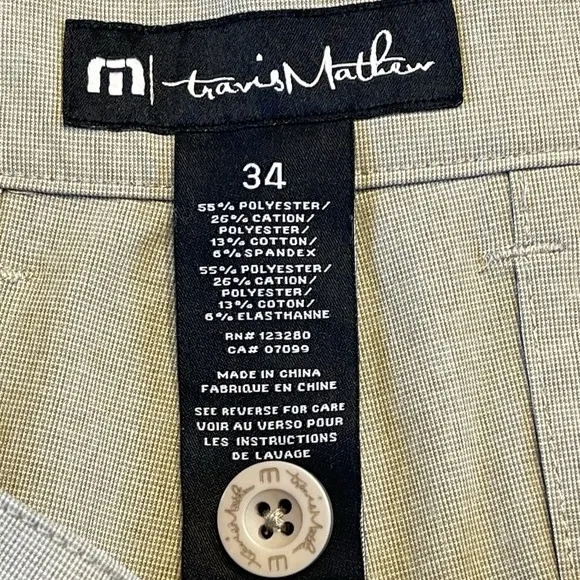 travisMathew
34
55% POLYESTER/
26% CATION/
POLYESTER/
13% COTTON/
6% SPANDEX
55% POLYESTER/
26% CATION/
POLYESTER/
13% COTON/
6% ELASTHANNE
RN# 123280
CA# 07099
MADE IN CHINA
FABRIQUE EN CHINE
SEE REVERSE FOR CARE
VOIR AU VERSO POUR
LES INSTRUCTIONS
DE LAVAGE
travisMathew
travisMathew